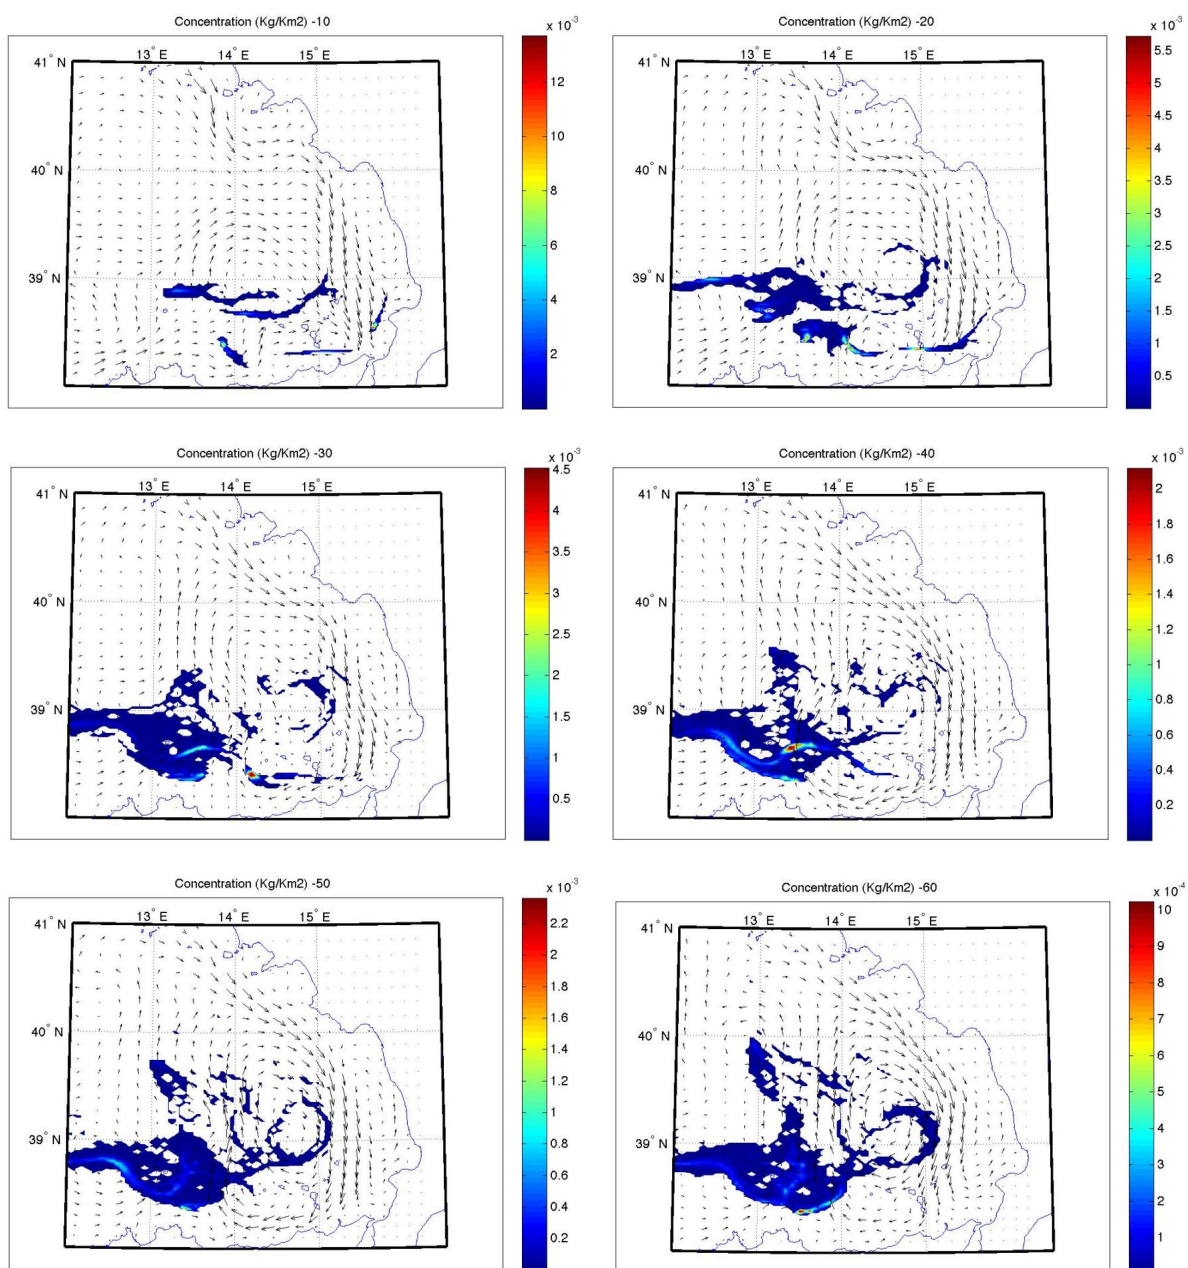 Concentration (Kg/Km2) -10
x 10-3
13° E 14° E 15° E
41° N
40° N
39° N
12
10
8
6
4
2
Concentration (Kg/Km2) -20
x 10-3
13° E 14° E 15° E
41° N
40° N
39° N
5.5
5
4.5
4
3.5
3
2.5
2
1.5
1
0.5
Concentration (Kg/Km2) -30
x 10-3
13° E 14° E 15° E
41° N
40° N
39° N
4.5
4
3.5
3
2.5
2
1.5
1
0.5
Concentration (Kg/Km2) -40
x 10-3
13° E 14° E 15° E
41° N
40° N
39° N
2
1.8
1.6
1.4
1.2
1
0.8
0.6
0.4
0.2
Concentration (Kg/Km2) -50
x 10-3
13° E 14° E 15° E
41° N
40° N
39° N
2.2
2
1.8
1.6
1.4
1.2
1
0.8
0.6
0.4
0.2
Concentration (Kg/Km2) -60
x 10-4
13° E 14° E 15° E
41° N
40° N
39° N
10
9
8
7
6
5
4
3
2
1